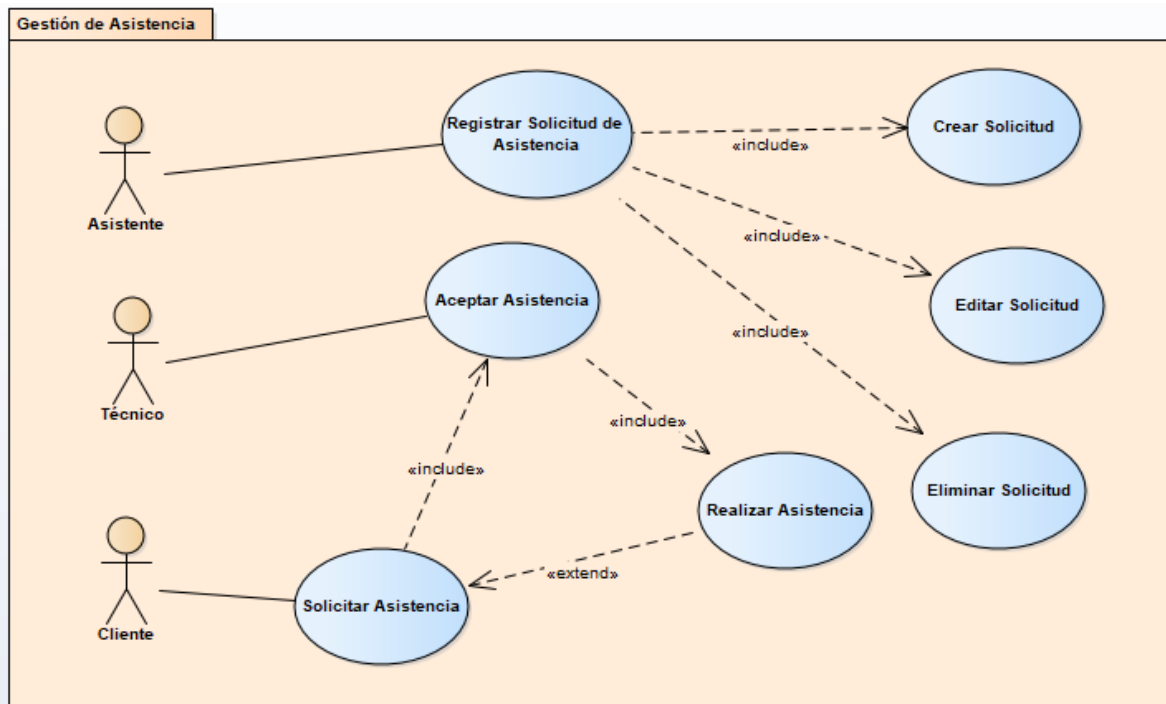 Gestión de Asistencia
Registrar Solicitud de
Asistencia
Crear Solicitud
«include»
Asistente
«include»
Aceptar Asistencia
Editar Solicitud
«include»
Técnico
«include»
«include»
Eliminar Solicitud
Realizar Asistencia
«extend»
Solicitar Asistencia
Cliente